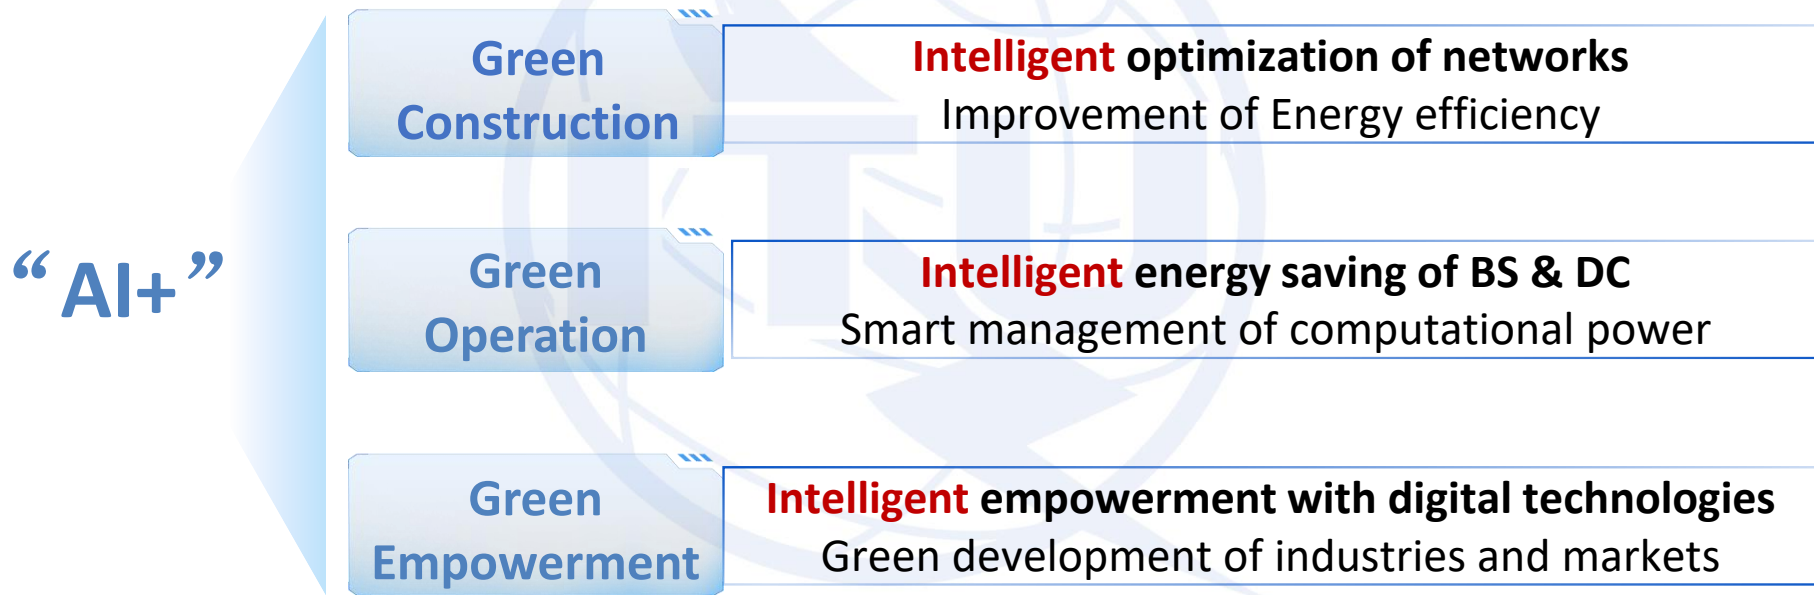 “AI+”
Green
Construction
Intelligent optimization of networks
Improvement of Energy efficiency
Green
Operation
Intelligent energy saving of BS & DC
Smart management of computational power
Green
Empowerment
Intelligent empowerment with digital technologies
Green development of industries and markets
ITU